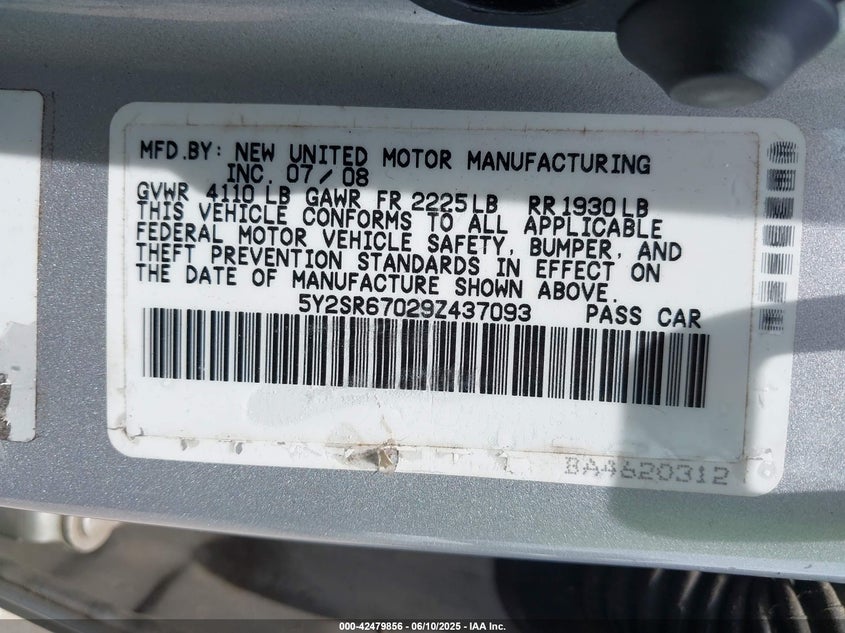 MFD.BY: NEW UNITED MOTOR MANUFACTURING
INC. 07/08
GVWR 4110 LB GAWR FR 2225LB RR 1930 LB
THIS VEHICLE CONFORMS TO ALL APPLICABLE
FEDERAL MOTOR VEHICLE SAFETY, BUMPER, AND
THEFT PREVENTION STANDARDS IN EFFECT ON
THE DATE OF MANUFACTURE SHOWN ABOVE.
5Y2SR67029Z437093 PASS CAR
BA4620312
000-42479856 - 06/10/2025 - IAA Inc.